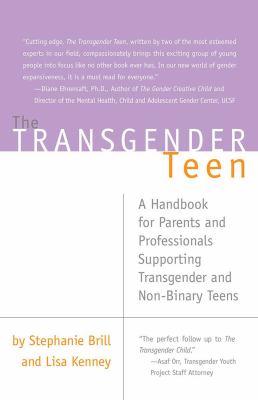 "Cutting edge. The Transgender Teen, written by two of the most esteemed
experts in our field, compassionately brings this exciting group of young
people into focus like no other book ever has. In our new world of gender
expansiveness, it is a must read for everyone."
—Diane Ehrensaft, Ph.D., Author of The Gender Creative Child and
Director of the Mental Health, Child and Adolescent Gender Center, UCSF
The
TRANSGENDER
Teen
A Handbook
for Parents and
Professionals
Supporting
Transgender and
Non-Binary Teens
by Stephanie Brill
and Lisa Kenney
"The perfect follow up to The
Transgender Child."
—Asaf Orr, Transgender Youth
Project Staff Attorney